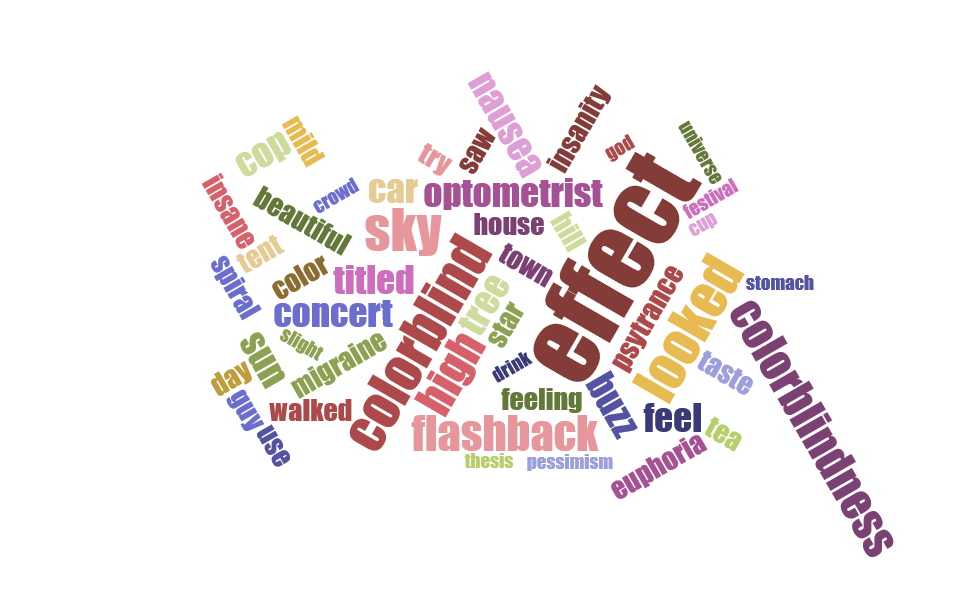 nausea
insanity
universe
god
mild
cop
try
saw
effect
insane
beautiful
crowd
car
optometrist
festival
cup
sky
house
hill
tent
color
titled
town
spiral
concert
colorblind
tree
star
psytrance
looked
stomach
colorblindness
sun
slight
migraine
high
drink
taste
day
guy
walked
feeling
buzz
feel
tea
use
flashback
thesis
pessimism
euphoria